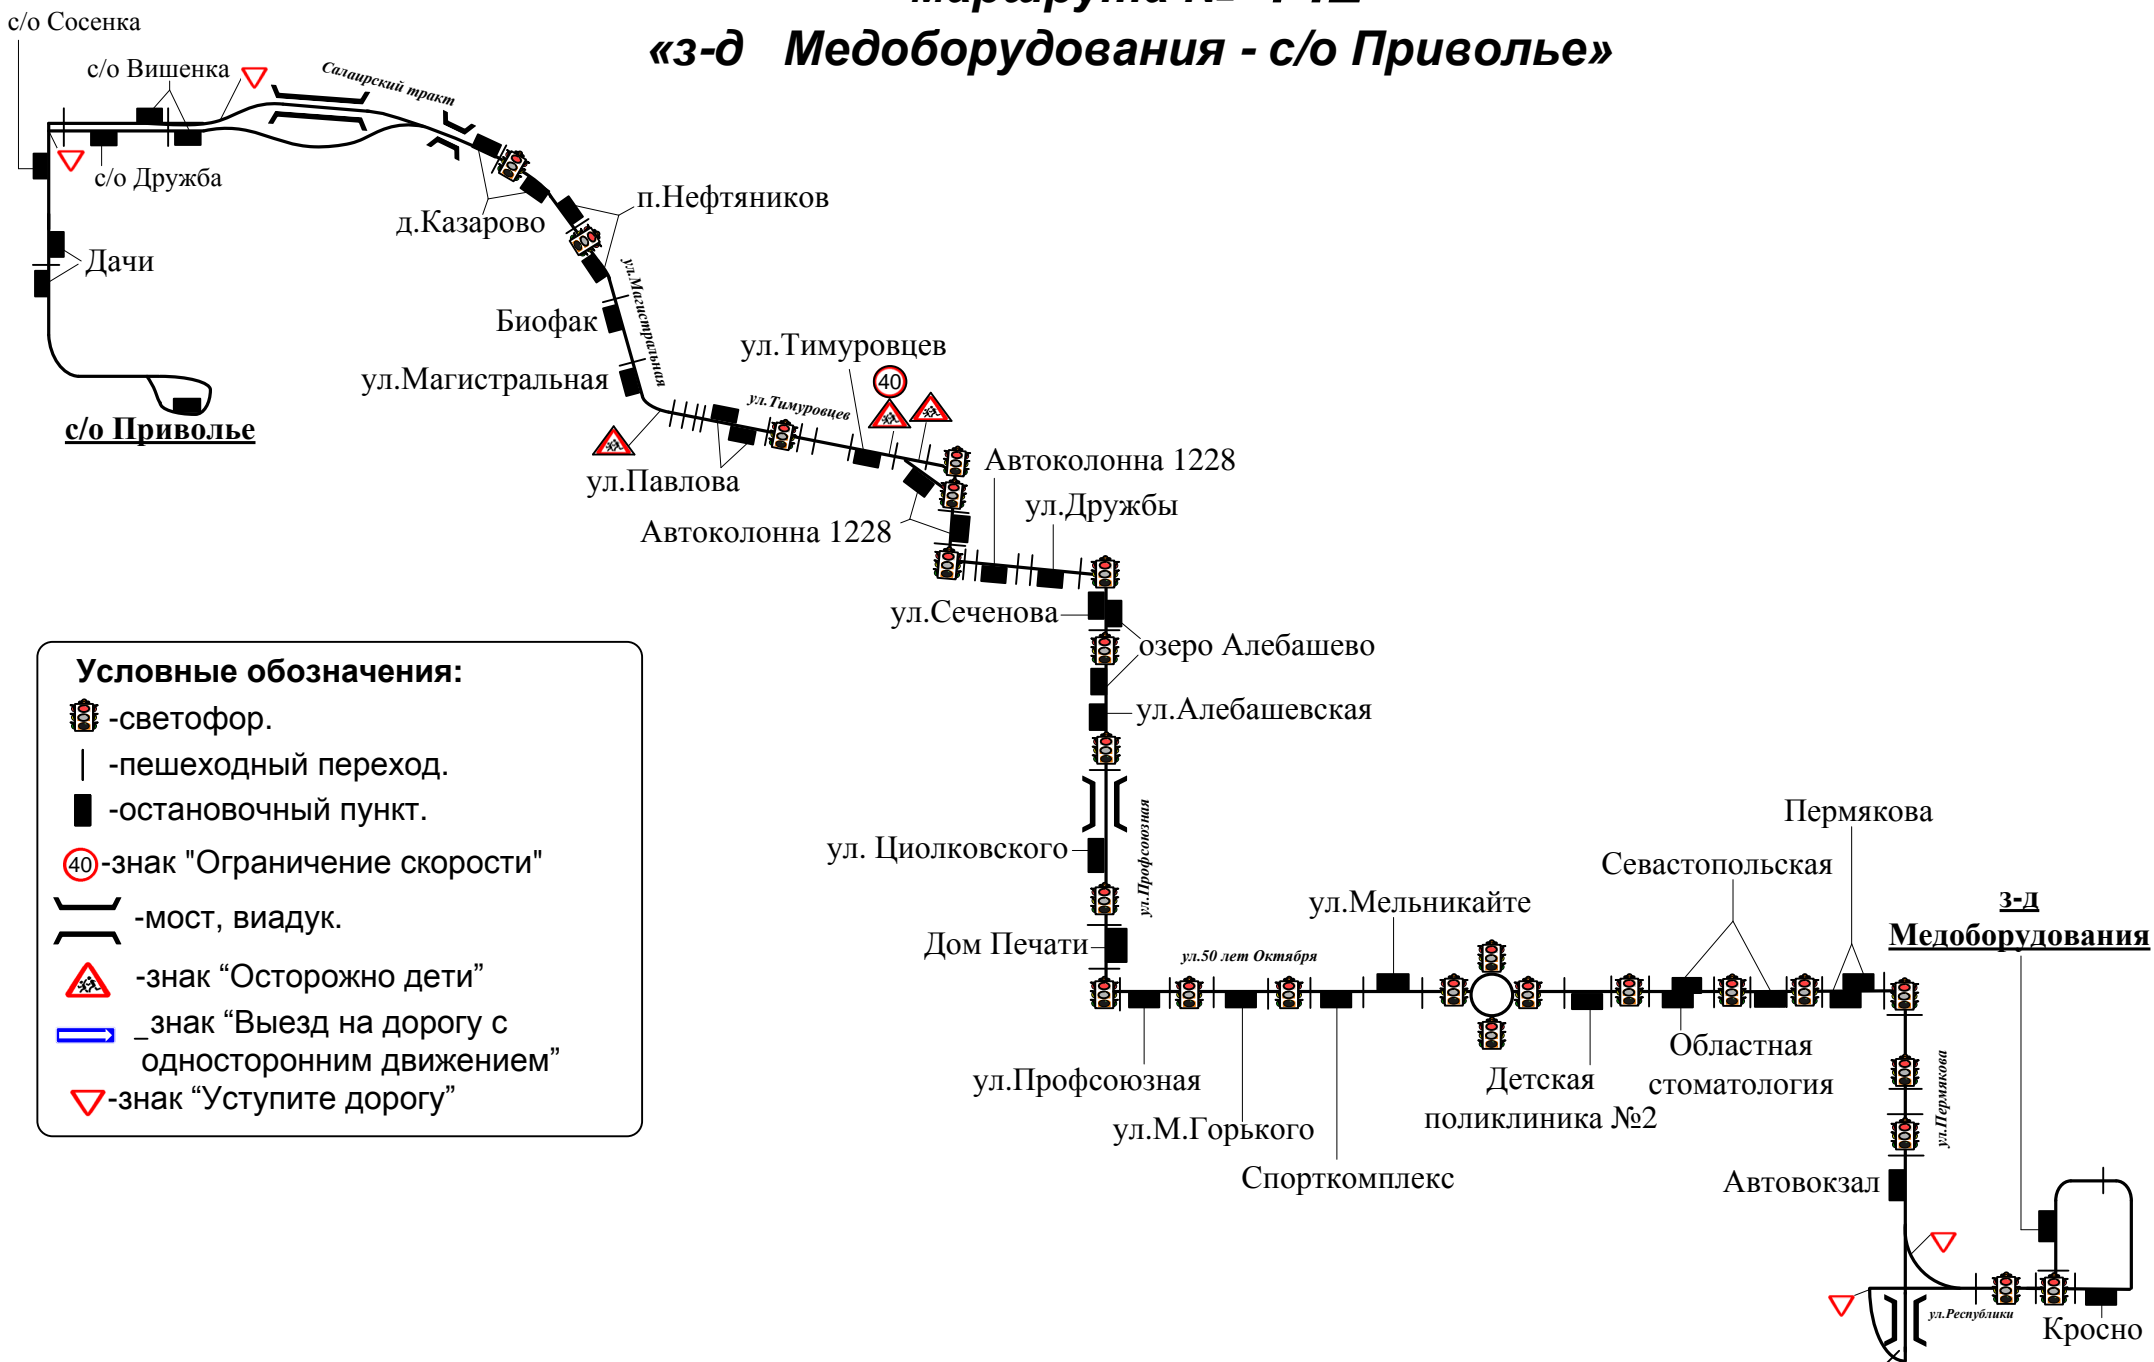 «з-д Медоборудования - с/о Приволье»
с/о Сосенка
с/о Вишенка
Салаирский тракт
с/о Дружба
д.Казарово
п.Нефтяников
Дачи
ул.Магистральная
Биофак
ул.Магистральная
ул.Тимуровцев
40
ул.Тимуровцев
с/о Приволье
ул.Павлова
Автоколонна 1228
Автоколонна 1228
ул.Дружбы
ул.Сеченова
озеро Алебашево
ул.Алебашевская
Условные обозначения:
-светофор.
-пешеходный переход.
-остановочный пункт.
40 -знак "Ограничение скорости"
-мост, виадук.
-знак “Осторожно дети”
_знак “Выезд на дорогу с
односторонним движением”
-знак “Уступите дорогу”
ул. Циолковского
ул.Профсоюзная
Дом Печати
ул.50 лет Октября
ул.Мельникайте
Пермякова
Севастопольская
з-д
Медоборудования
ул.Профсоюзная
ул.М.Горького
Спорткомплекс
Детская
поликлиника №2
Областная
стоматология
ул.Пермякова
Автовокзал
ул.Республики
Кросно